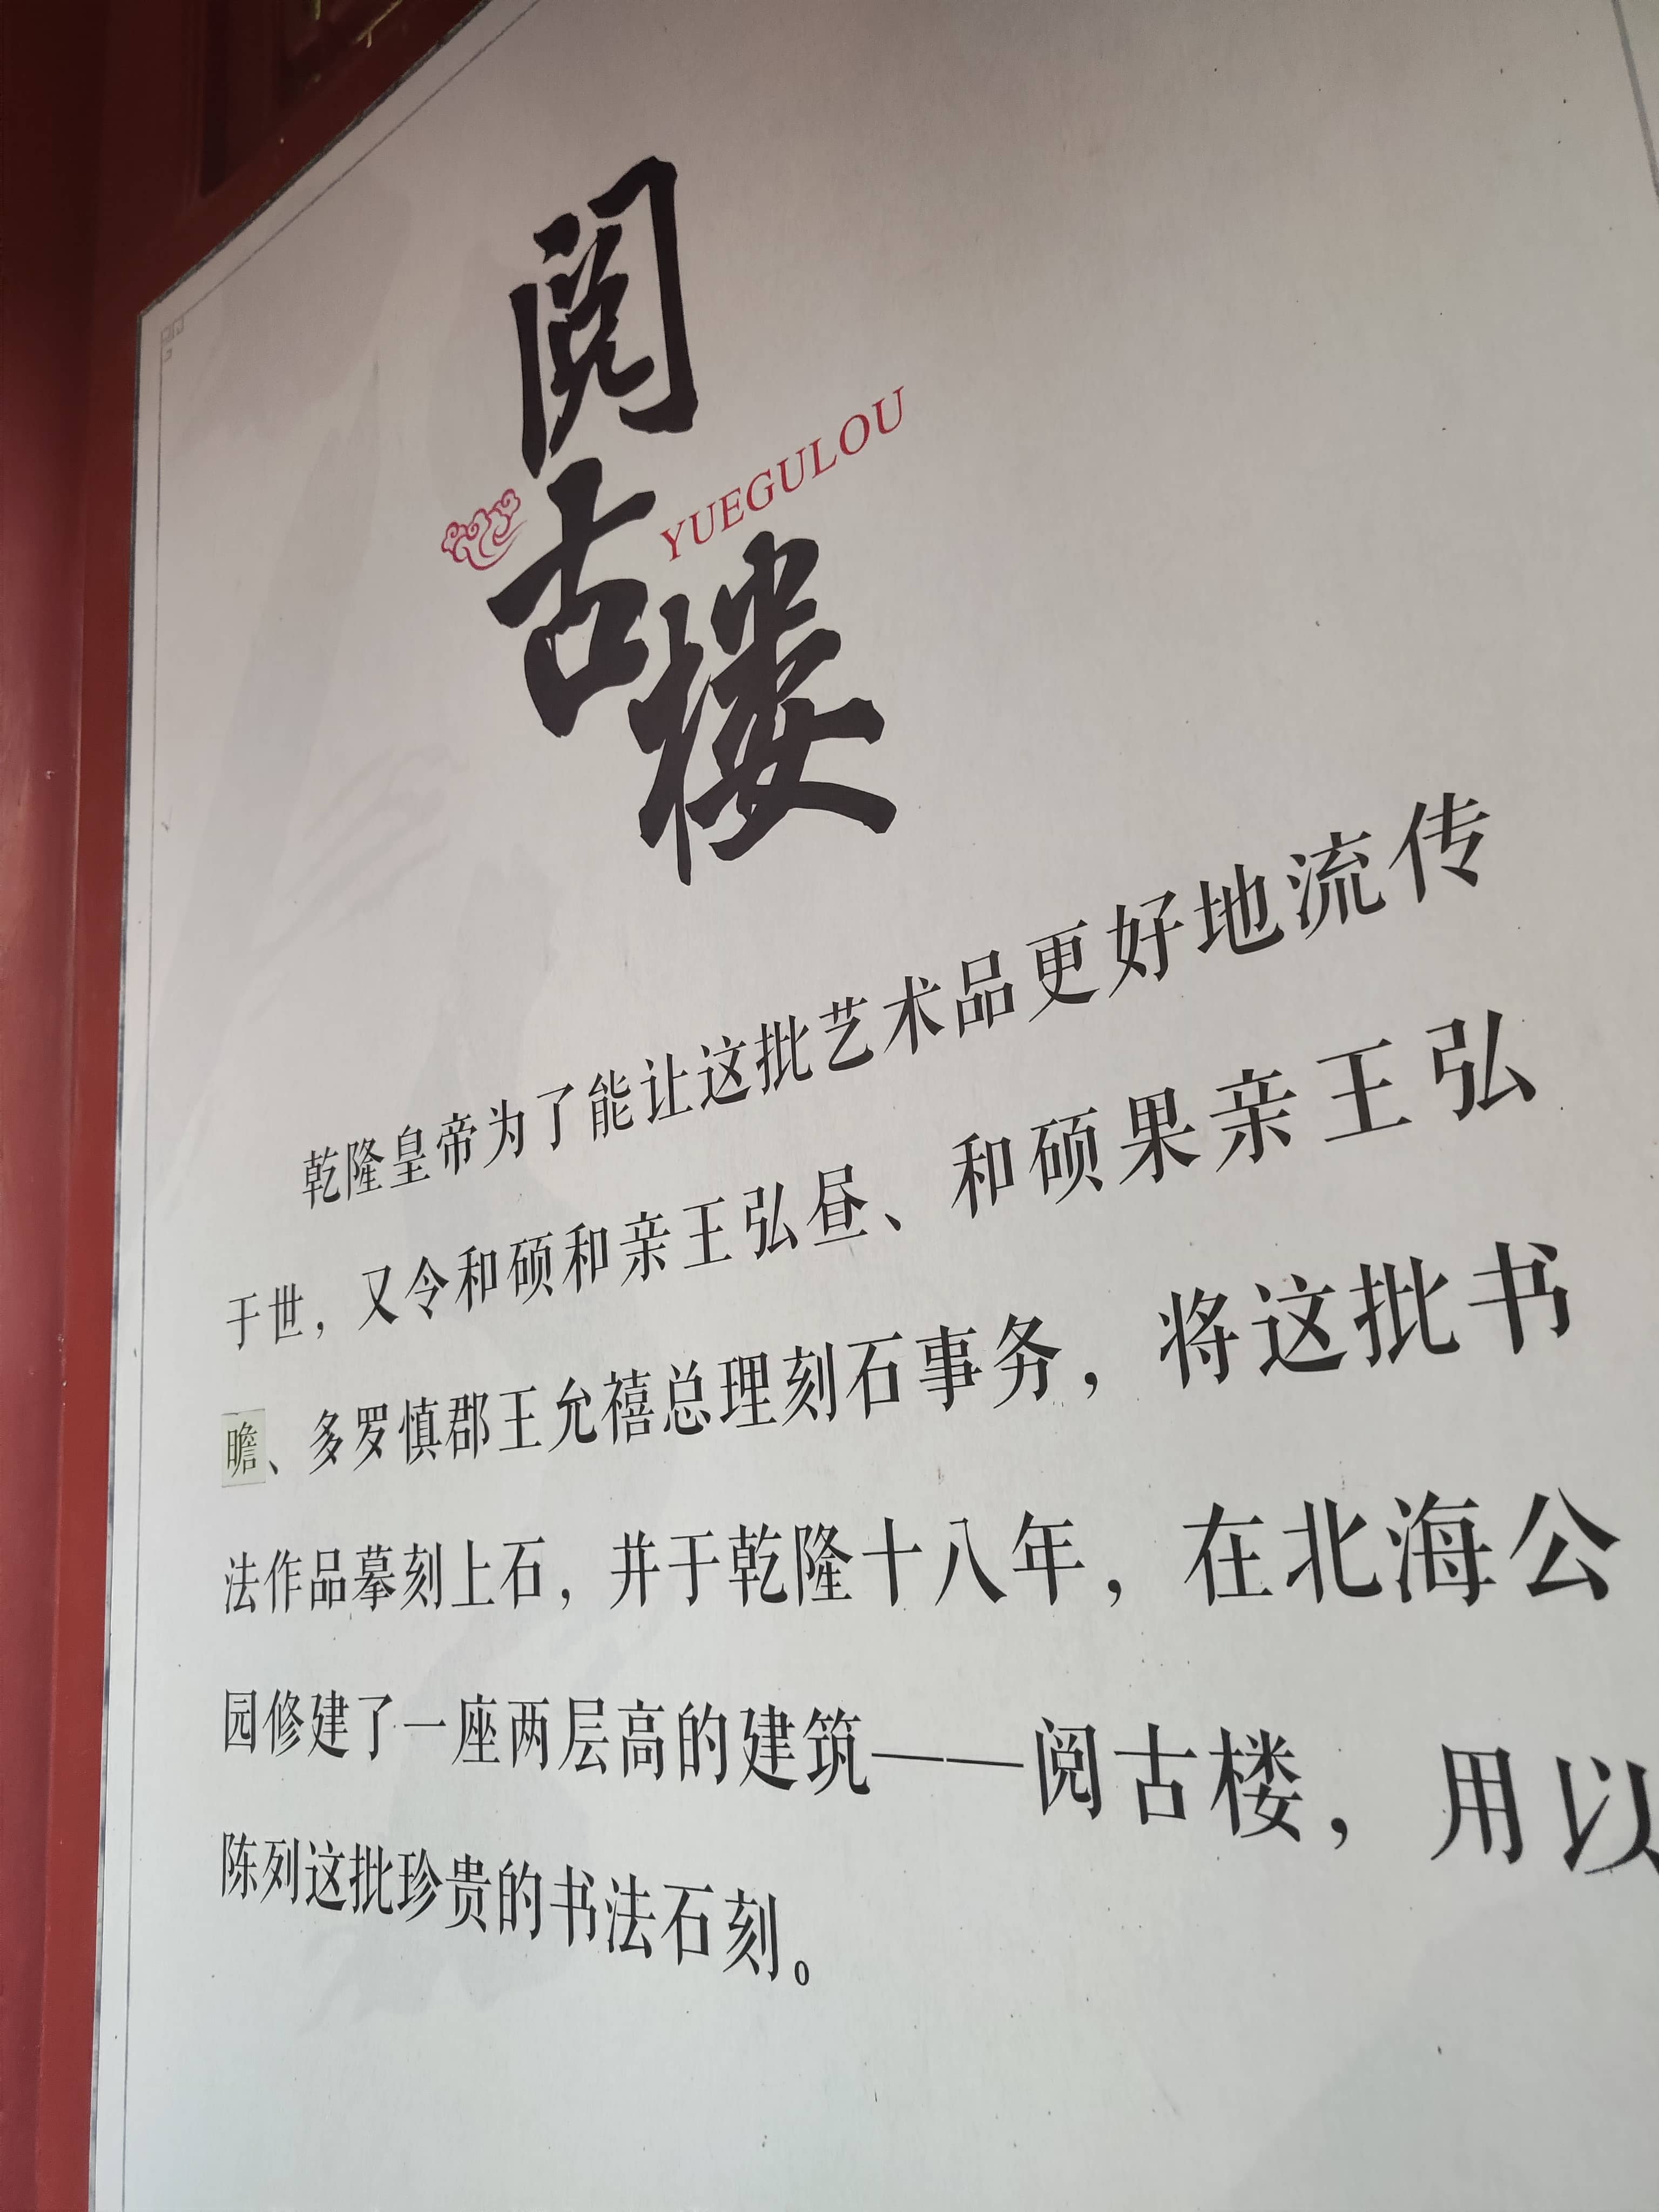 阅
古
楼
YUEGULOU
乾隆皇帝为了能让这批艺术品更好地流传
于世，又令和硕和亲王弘昼、和硕果亲王弘
瞻、多罗慎郡王允禧总理刻石事务，将这批书
法作品摹刻上石，并于乾隆十八年，在北海公
园修建了一座两层高的建筑——阅古楼，用以
陈列这批珍贵的书法石刻。